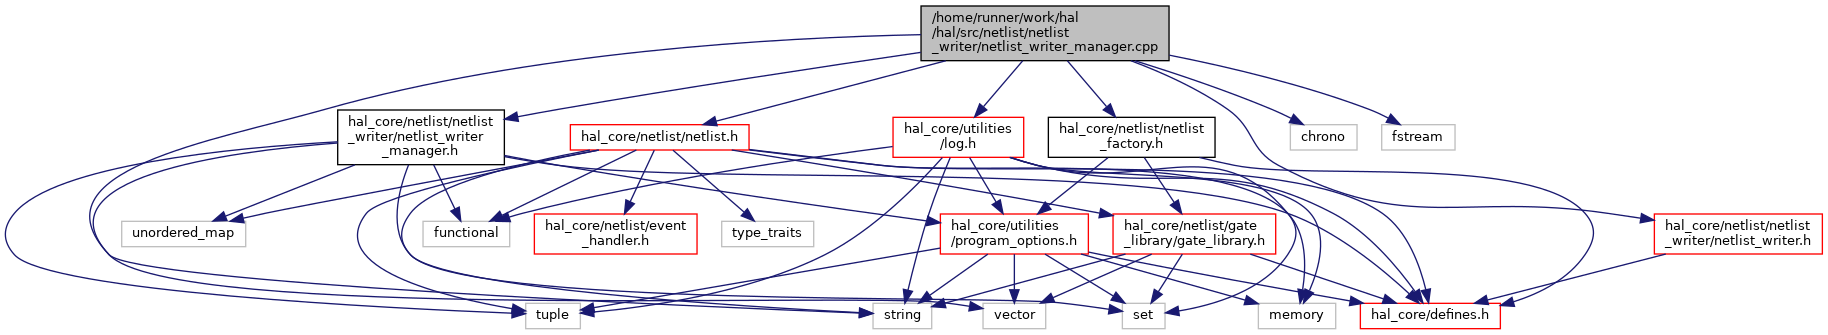 /home/runner/work/hal
/hal/src/netlist/netlist
_writer/netlist_writer_manager.cpp
hal_core/netlist/netlist
_writer/netlist_writer
_manager.h
hal_core/netlist/netlist.h
hal_core/utilities
/log.h
hal_core/netlist/netlist
_factory.h
chrono
fstream
unordered_map
functional
hal_core/netlist/event
_handler.h
type_traits
hal_core/utilities
/program_options.h
hal_core/netlist/gate
_library/gate_library.h
hal_core/netlist/netlist
_writer/netlist_writer.h
tuple
string
vector
set
memory
hal_core/defines.h